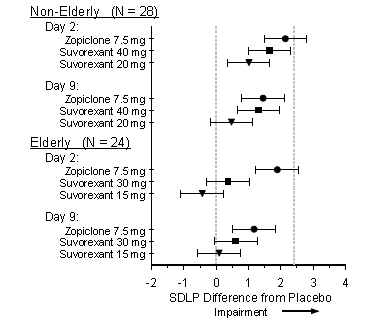 Non-Elderly (N = 28)
Day 2:
Zopiclone 7.5 mg
Suvorexant 40 mg
Suvorexant 20 mg
Day 9:
Zopiclone 7.5 mg
Suvorexant 40 mg
Suvorexant 20 mg
Elderly (N = 24)
Day 2:
Zopiclone 7.5 mg
Suvorexant 30 mg
Suvorexant 15 mg
Day 9:
Zopiclone 7.5 mg
Suvorexant 30 mg
Suvorexant 15 mg
-2 -1 0 1 2 3 4
SDLP Difference from Placebo
Impairment